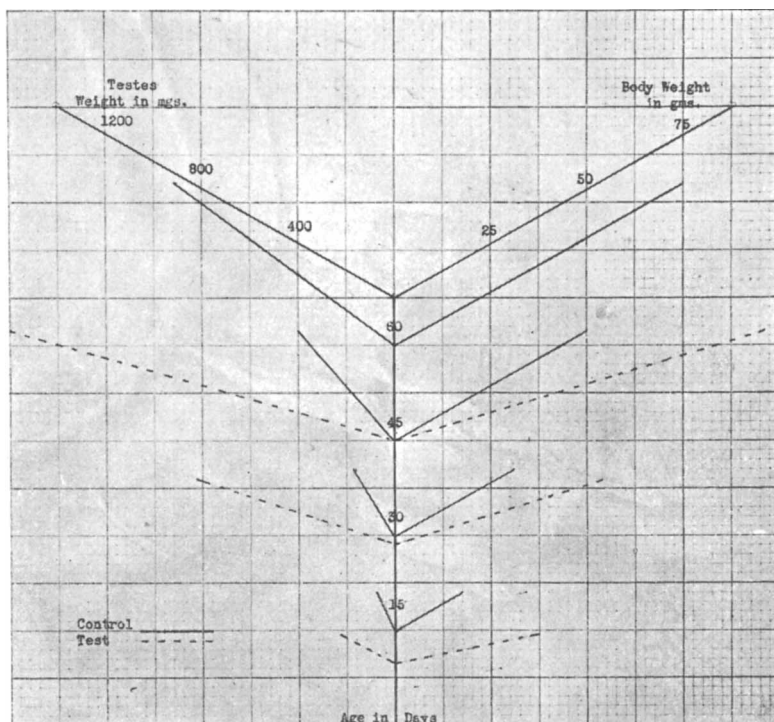 Testes
Weight in mgs.
1200
800
400
Body Weight
in gms.
75
50
25
60
45
30
15
Control
Test
Age in Days